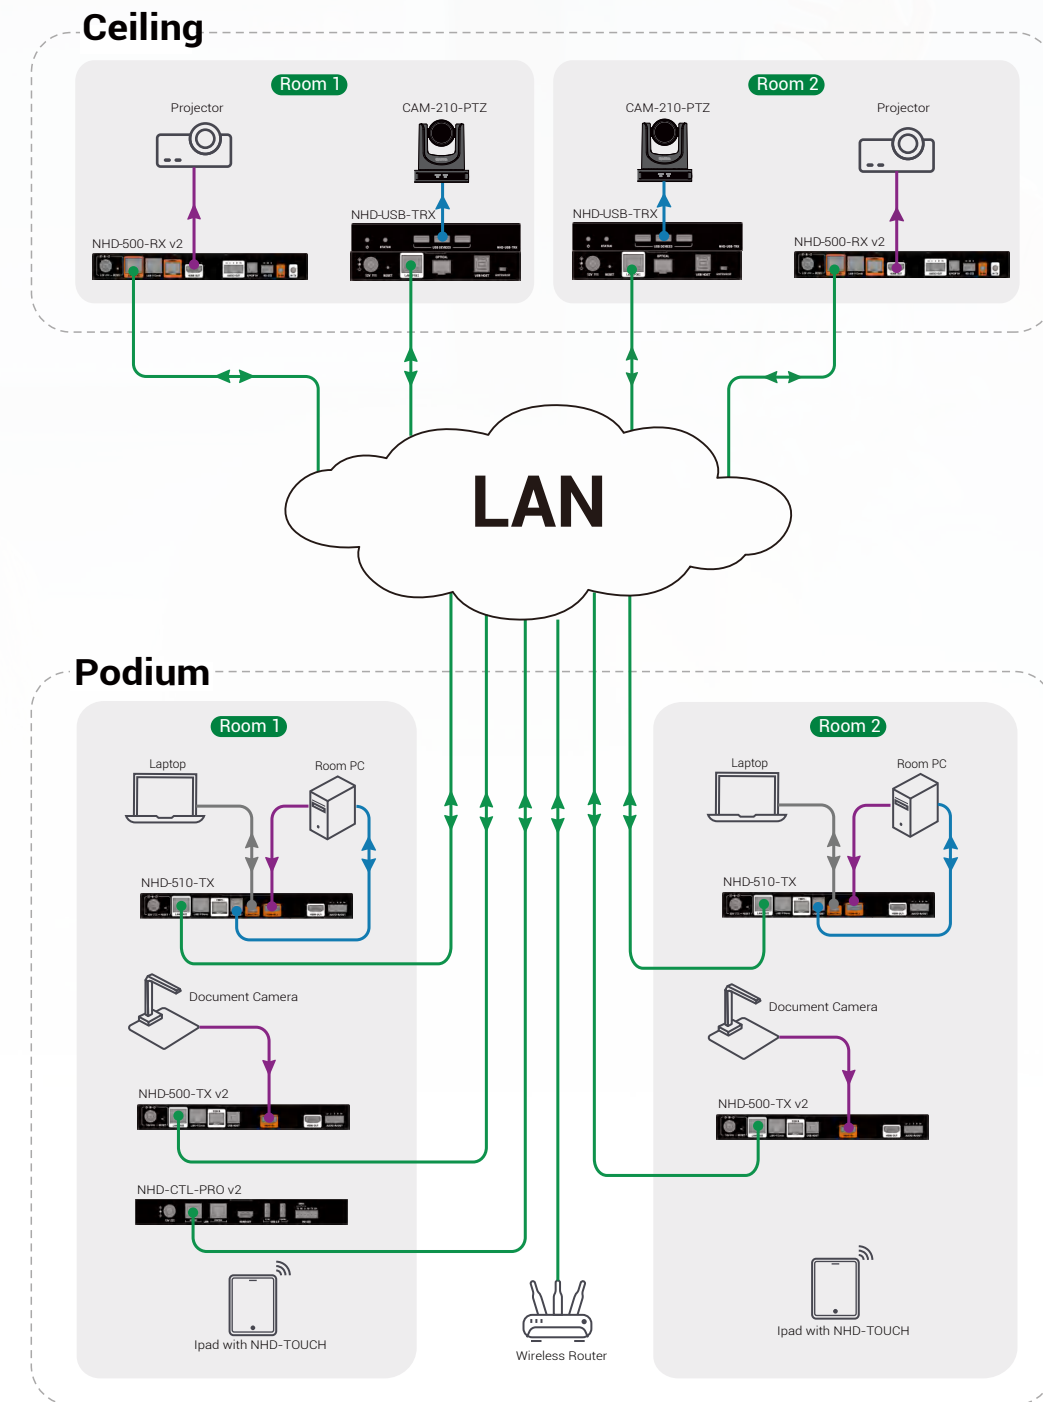 Ceiling
Room 1
Room 2
Projector
CAM-210-PTZ
CAM-210-PTZ
Projector
NHD-USB-TRX
NHD-USB-TRX
NHD-500-RX v2
NHD-500-RX v2
LAN
Podium
Room 1
Room 2
Laptop
Room PC
Laptop
Room PC
NHD-510-TX
NHD-510-TX
Document Camera
Document Camera
NHD-500-TX v2
NHD-500-TX v2
NHD-CTL-PRO v2
Ipad with NHD-TOUCH
Wireless Router
Ipad with NHD-TOUCH